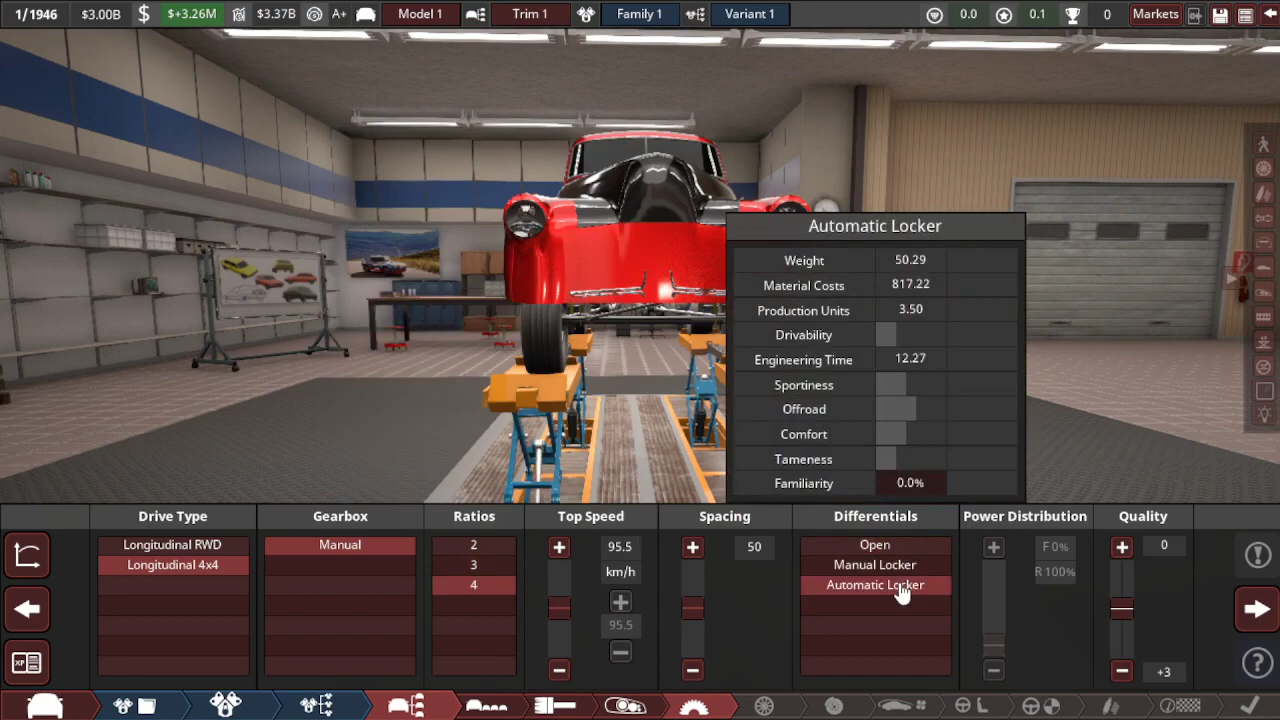 1/1946 $3.00B $+3.26M $3.37B A+ Model 1 Trim 1 Family 1 Variant 1 0.0 0.1 0 Markets
Automatic Locker
Weight 50.29
Material Costs 817.22
Production Units 3.50
Drivability
Engineering Time 12.27
Sportiness
Offroad
Comfort
Tameness
Familiarity 0.0%
Drive Type Gearbox Ratios Top Speed Spacing Differentials Power Distribution Quality
Longitudinal RWD Manual 2 95.5 50 Open F 0% 0
Longitudinal 4x4 3 km/h Manual Locker R 100%
4 Automatic Locker
95.5
XP +3